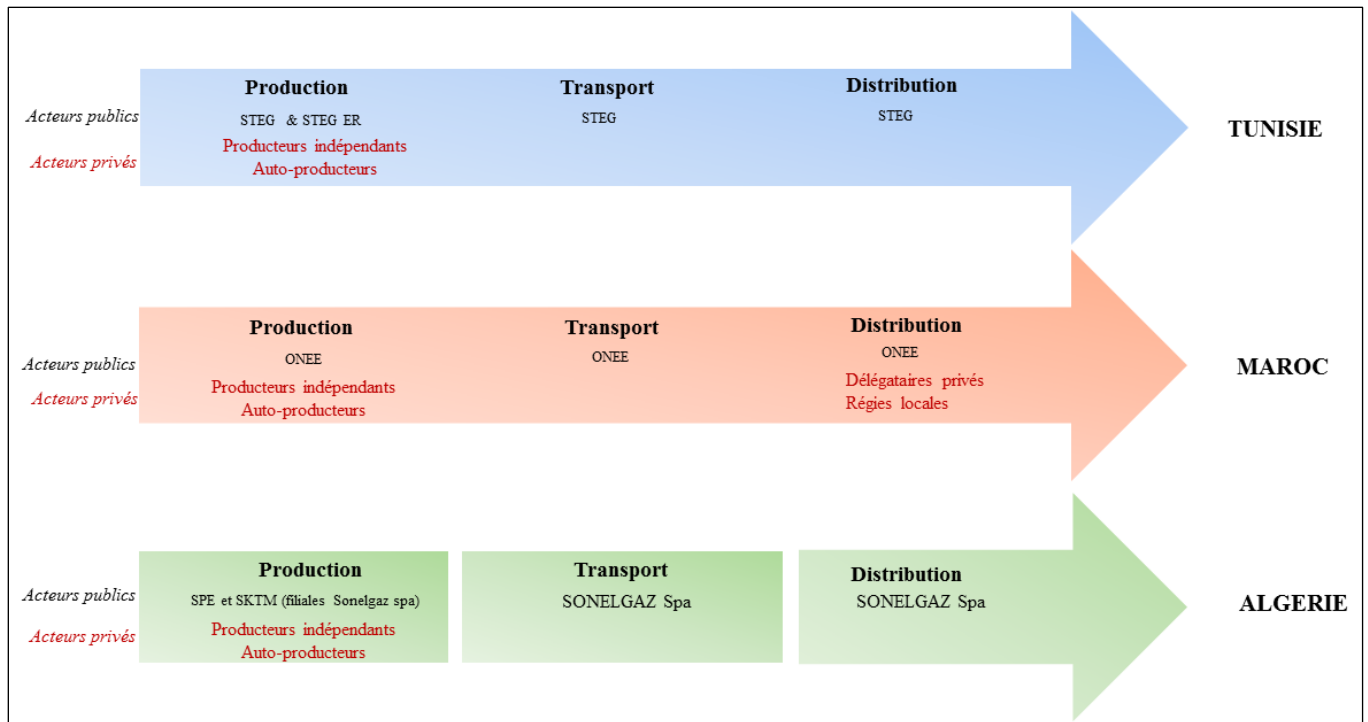 Production
Transport
Distribution
Acteurs publics
STEG & STEG ER
STEG
STEG
TUNISIE
Acteurs privés
Producteurs indépendants
Auto-producteurs
Production
Transport
Distribution
Acteurs publics
ONEE
ONEE
ONEE
MAROC
Acteurs privés
Producteurs indépendants
Auto-producteurs
Délégataires privés
Régies locales
Production
Transport
Distribution
Acteurs publics
SPE et SKTM (filiales Sonelgaz spa)
SONELGAZ Spa
SONELGAZ Spa
ALGERIE
Acteurs privés
Producteurs indépendants
Auto-producteurs